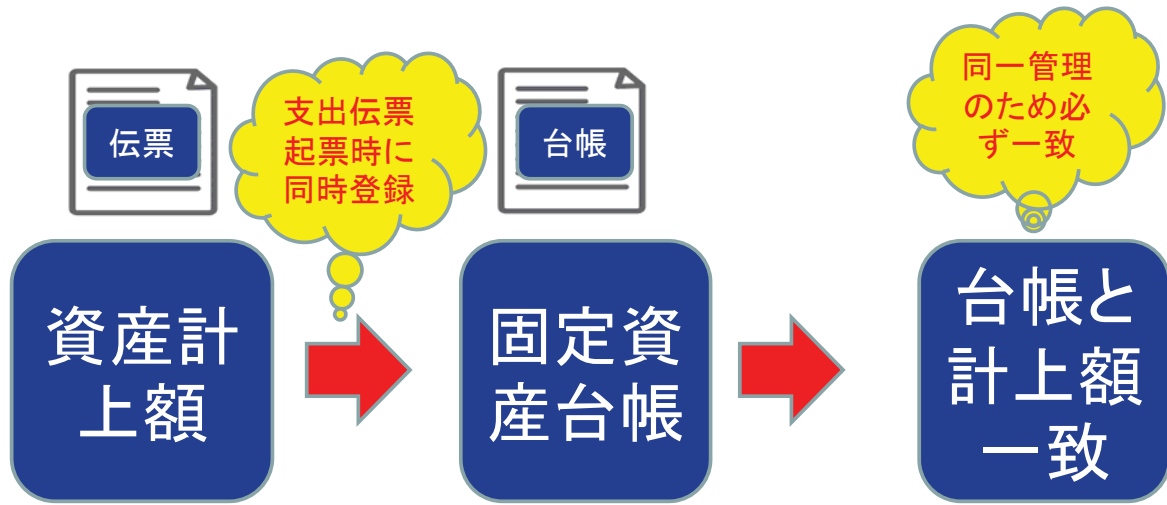 伝票
支出伝票
起票時に
同時登録
台帳
同一管理
のため必
ず一致
資産計
上額
固定資
産台帳
台帳と
計上額
一致